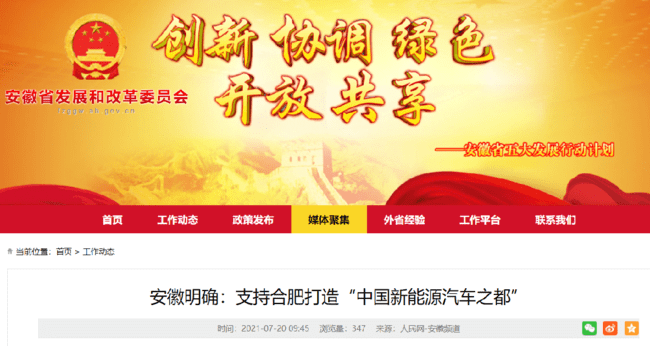 创新 协调 绿色
开放 共享
安徽省发展和改革委员会
——安徽省五大发展行动计划
首页 工作动态 政策发布 媒体聚集 外省经验 工作平台 联系我们
当前位置：首页 > 工作动态
安徽明确：支持合肥打造“中国新能源汽车之都”
时间：2021-07-20 09:45 浏览量：347 来源：人民网-安徽频道